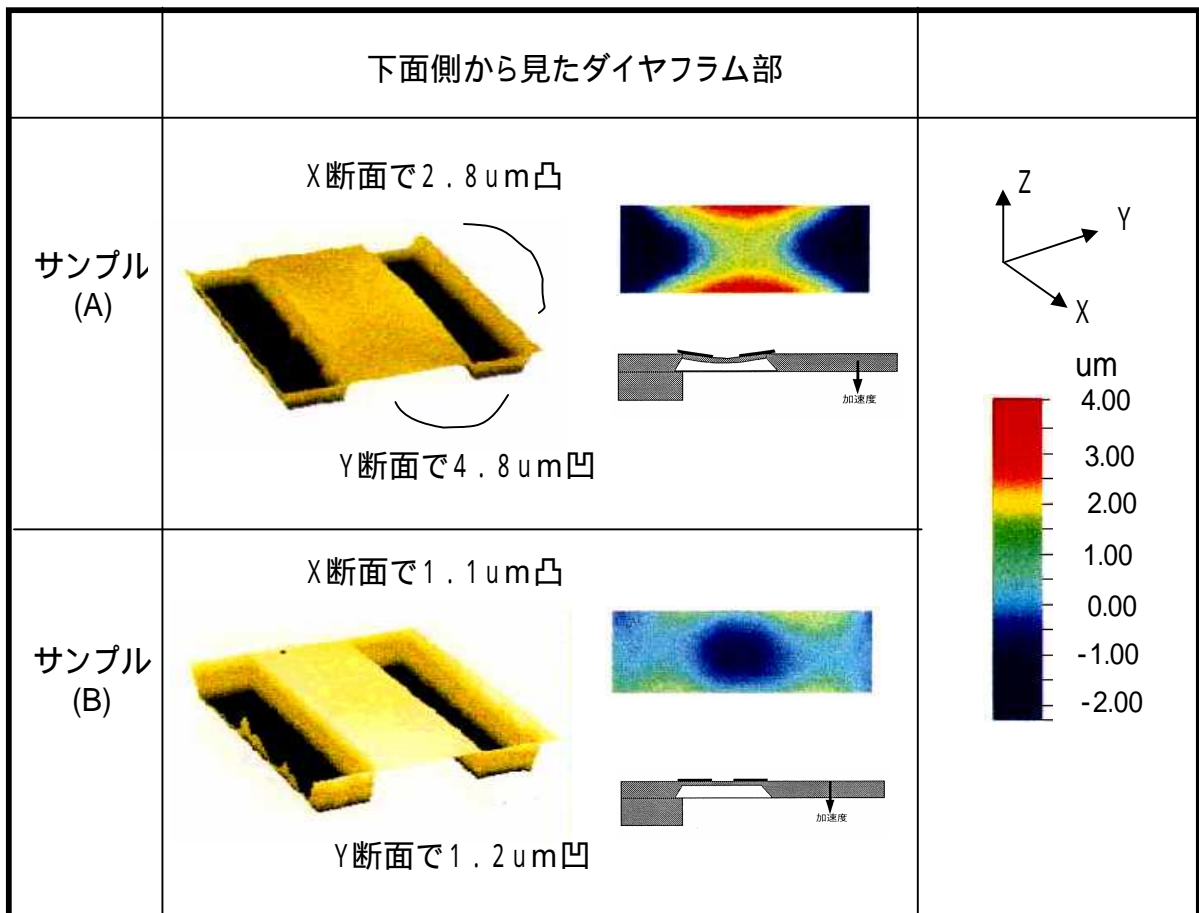 下面側から見たダイヤフラム部
サンプル
(A)
X断面で2.8um凸
加速度
Y断面で4.8um凹
サンプル
(B)
X断面で1.1um凸
加速度
Y断面で1.2um凹
Z
Y
X
um
4.00
3.00
2.00
1.00
0.00
-1.00
-2.00